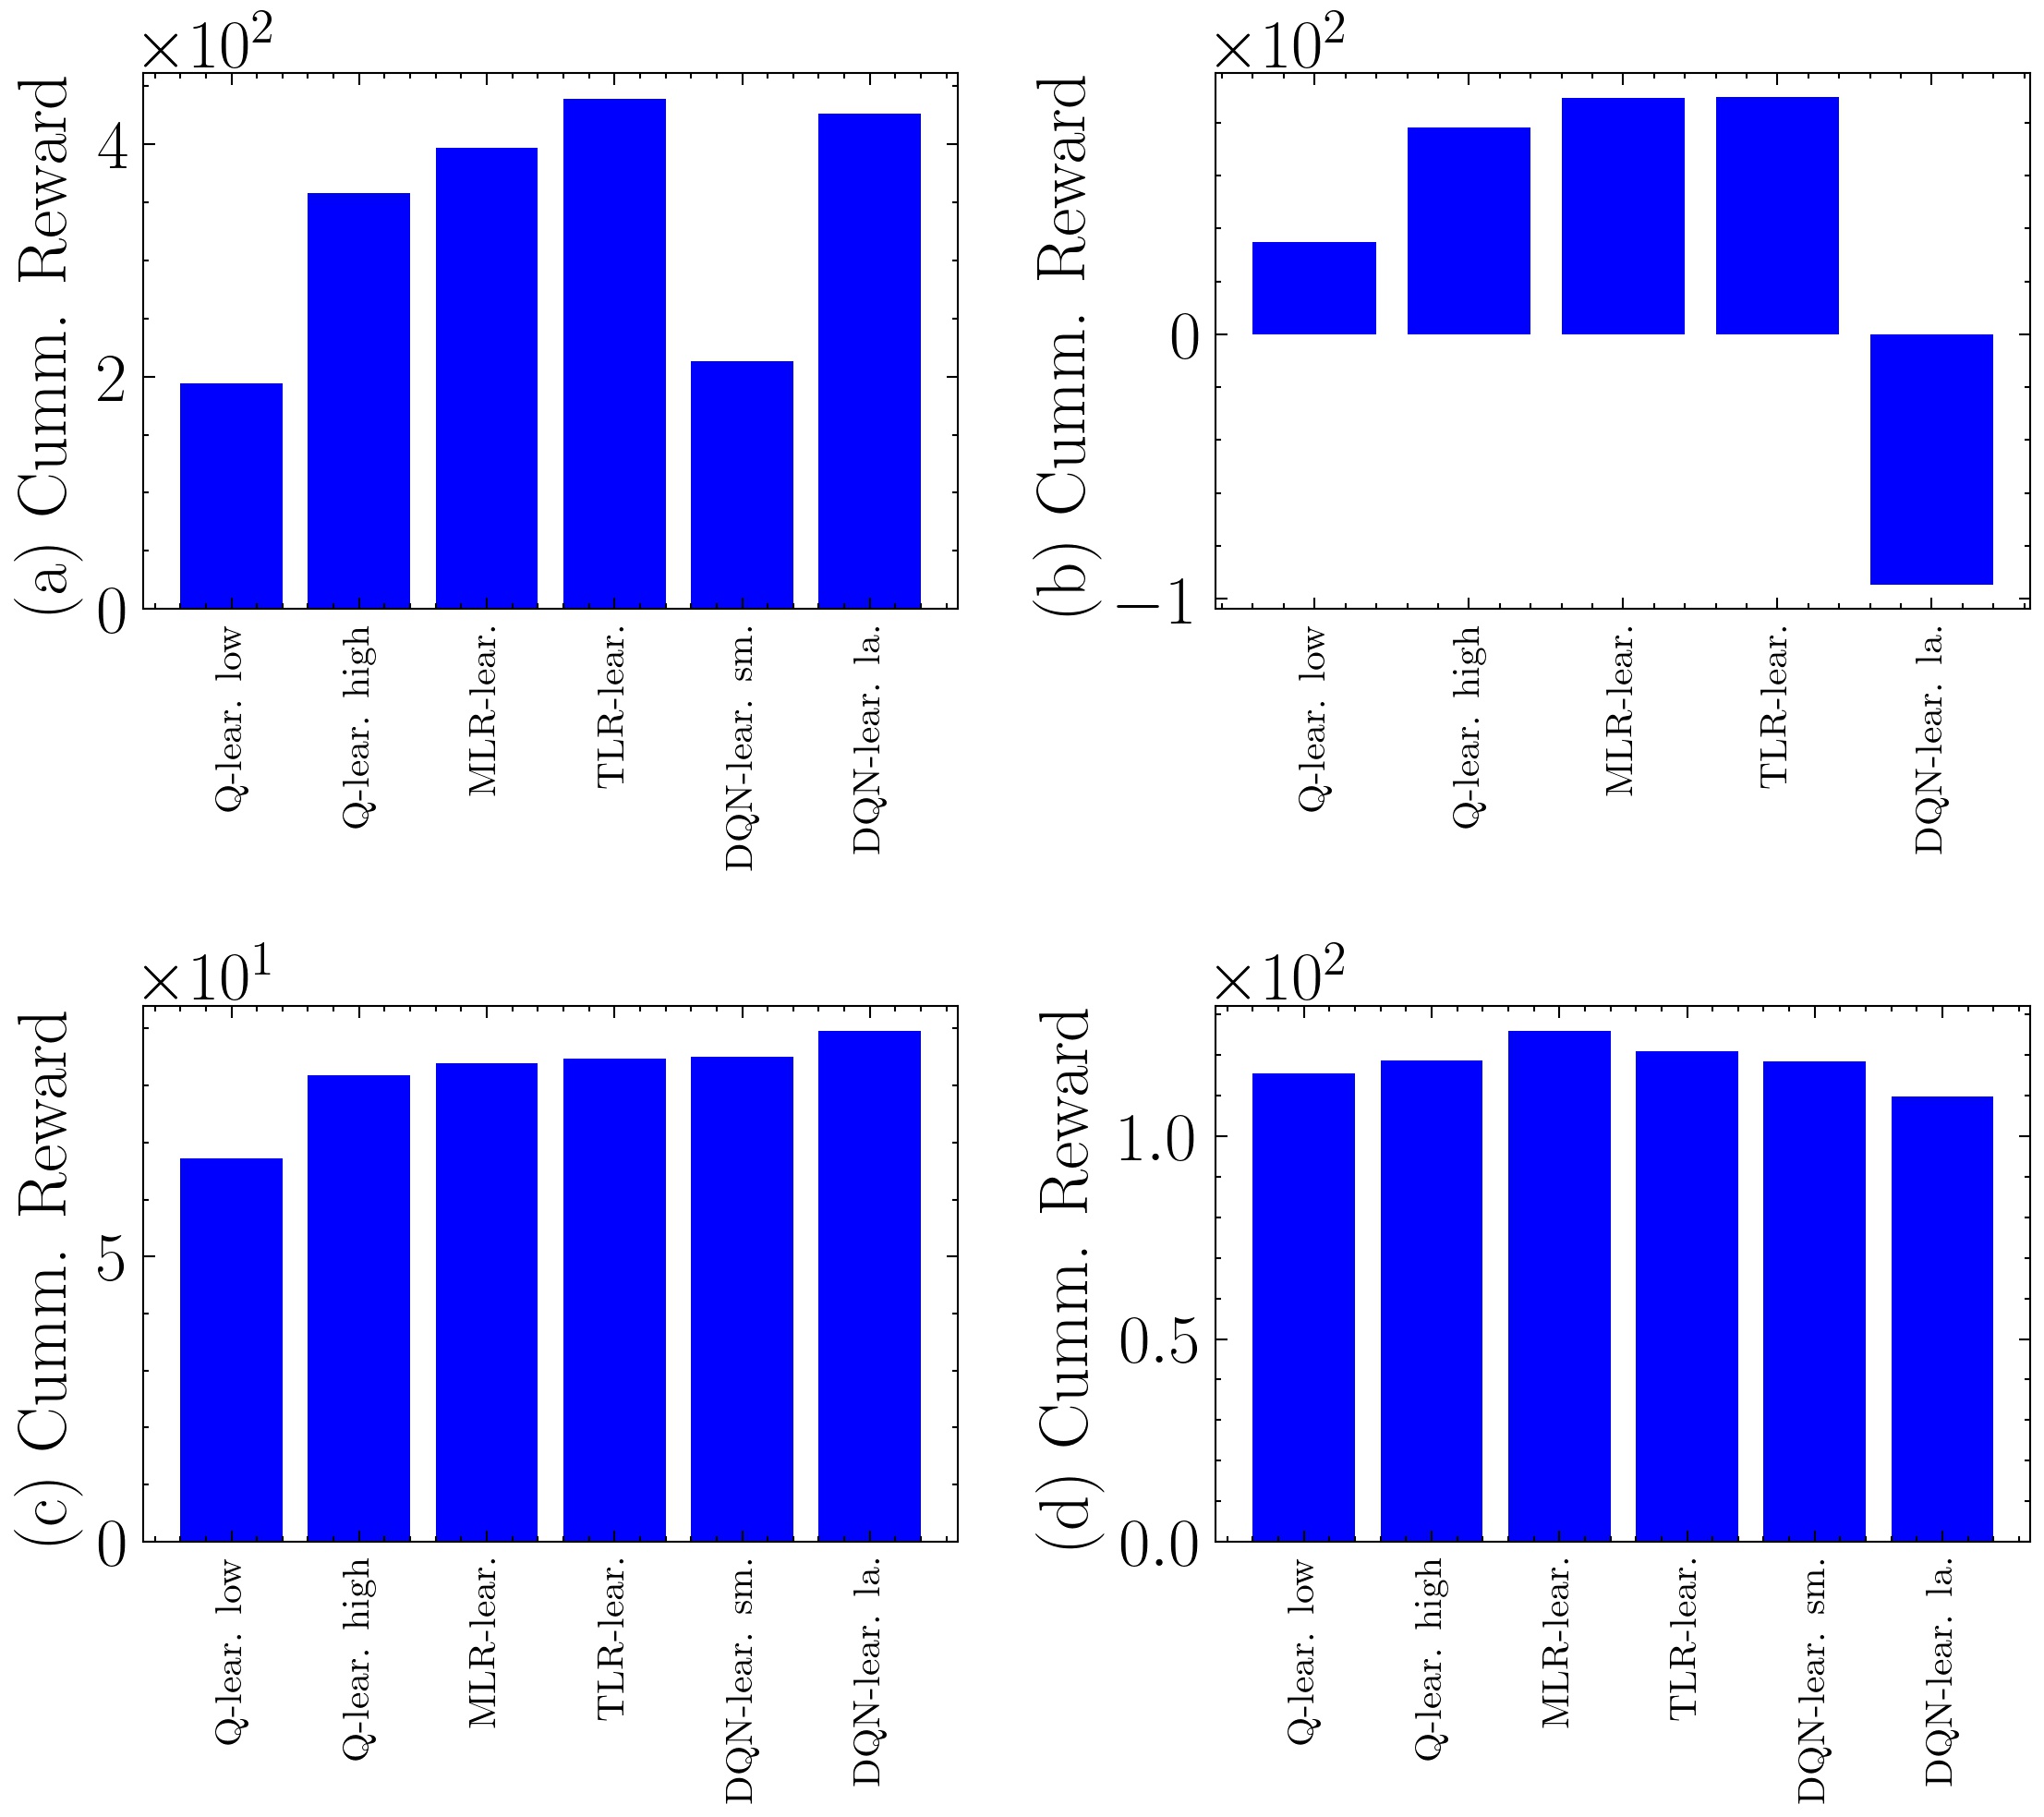 ×10²
(a) Cumm. Reward
4
2
0
Q-lear. low
Q-lear. high
MLR-lear.
TLR-lear.
DQN-lear. sm.
DQN-lear. la.
×10²
(b) Cumm. Reward
0
−1
Q-lear. low
Q-lear. high
MLR-lear.
TLR-lear.
DQN-lear. la.
×10¹
(c) Cumm. Reward
5
0
Q-lear. low
Q-lear. high
MLR-lear.
TLR-lear.
DQN-lear. sm.
DQN-lear. la.
×10²
(d) Cumm. Reward
1.0
0.5
0.0
Q-lear. low
Q-lear. high
MLR-lear.
TLR-lear.
DQN-lear. sm.
DQN-lear. la.